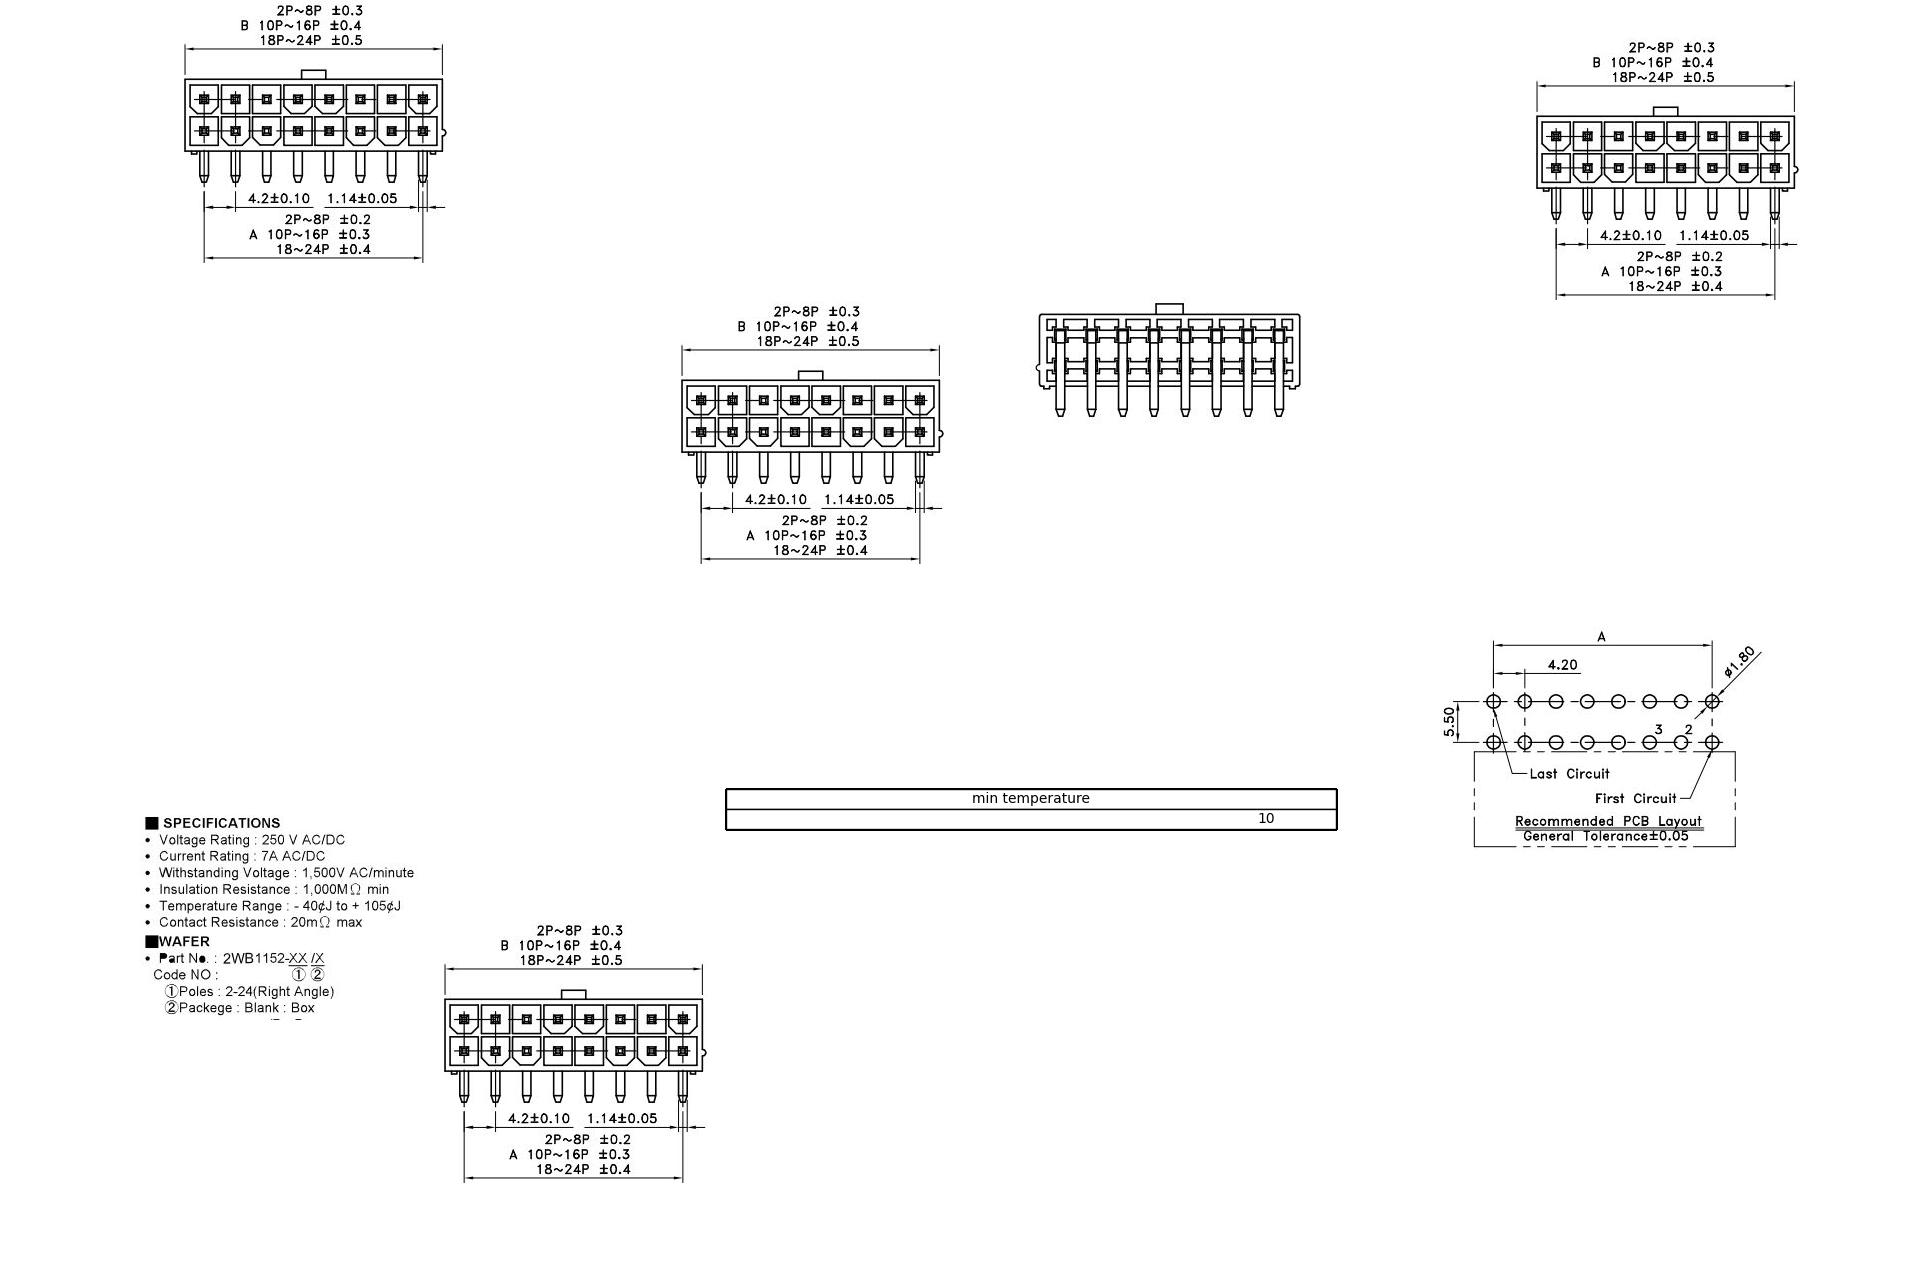 2P~8P ±0.3
B 10P~16P ±0.4
18P~24P ±0.5
4.2±0.10 1.14±0.05
2P~8P ±0.2
A 10P~16P ±0.3
18~24P ±0.4
2P~8P ±0.3
B 10P~16P ±0.4
18P~24P ±0.5
4.2±0.10 1.14±0.05
2P~8P ±0.2
A 10P~16P ±0.3
18~24P ±0.4
2P~8P ±0.3
B 10P~16P ±0.4
18P~24P ±0.5
4.2±0.10 1.14±0.05
2P~8P ±0.2
A 10P~16P ±0.3
18~24P ±0.4
A
4.20
ø1.80
5.50
3 2
Last Circuit
First Circuit
Recommended PCB Layout
General Tolerance±0.05
min temperature
10
■ SPECIFICATIONS
• Voltage Rating : 250 V AC/DC
• Current Rating : 7A AC/DC
• Withstanding Voltage : 1,500V AC/minute
• Insulation Resistance : 1,000MΩ min
• Temperature Range : - 40¢J to + 105¢J
• Contact Resistance : 20mΩ max
■WAFER
• Part No. : 2WB1152-XX /X
Code NO : ① ②
①Poles : 2-24(Right Angle)
②Packege : Blank : Box
2P~8P ±0.3
B 10P~16P ±0.4
18P~24P ±0.5
4.2±0.10 1.14±0.05
2P~8P ±0.2
A 10P~16P ±0.3
18~24P ±0.4